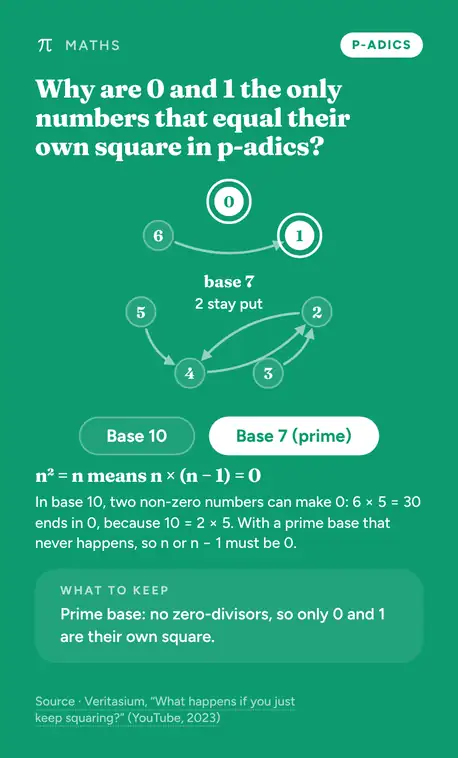 π MATHS
P-ADICS
Why are 0 and 1 the only
numbers that equal their
own square in p-adics?
0
6
1
base 7
2 stay put
5
2
4
3
Base 10
Base 7 (prime)
n² = n means n × (n − 1) = 0
In base 10, two non-zero numbers can make 0: 6 × 5 = 30
ends in 0, because 10 = 2 × 5. With a prime base that
never happens, so n or n − 1 must be 0.
WHAT TO KEEP
Prime base: no zero-divisors, so only 0 and 1
are their own square.
Source · Veritasium, “What happens if you just
keep squaring?” (YouTube, 2023)